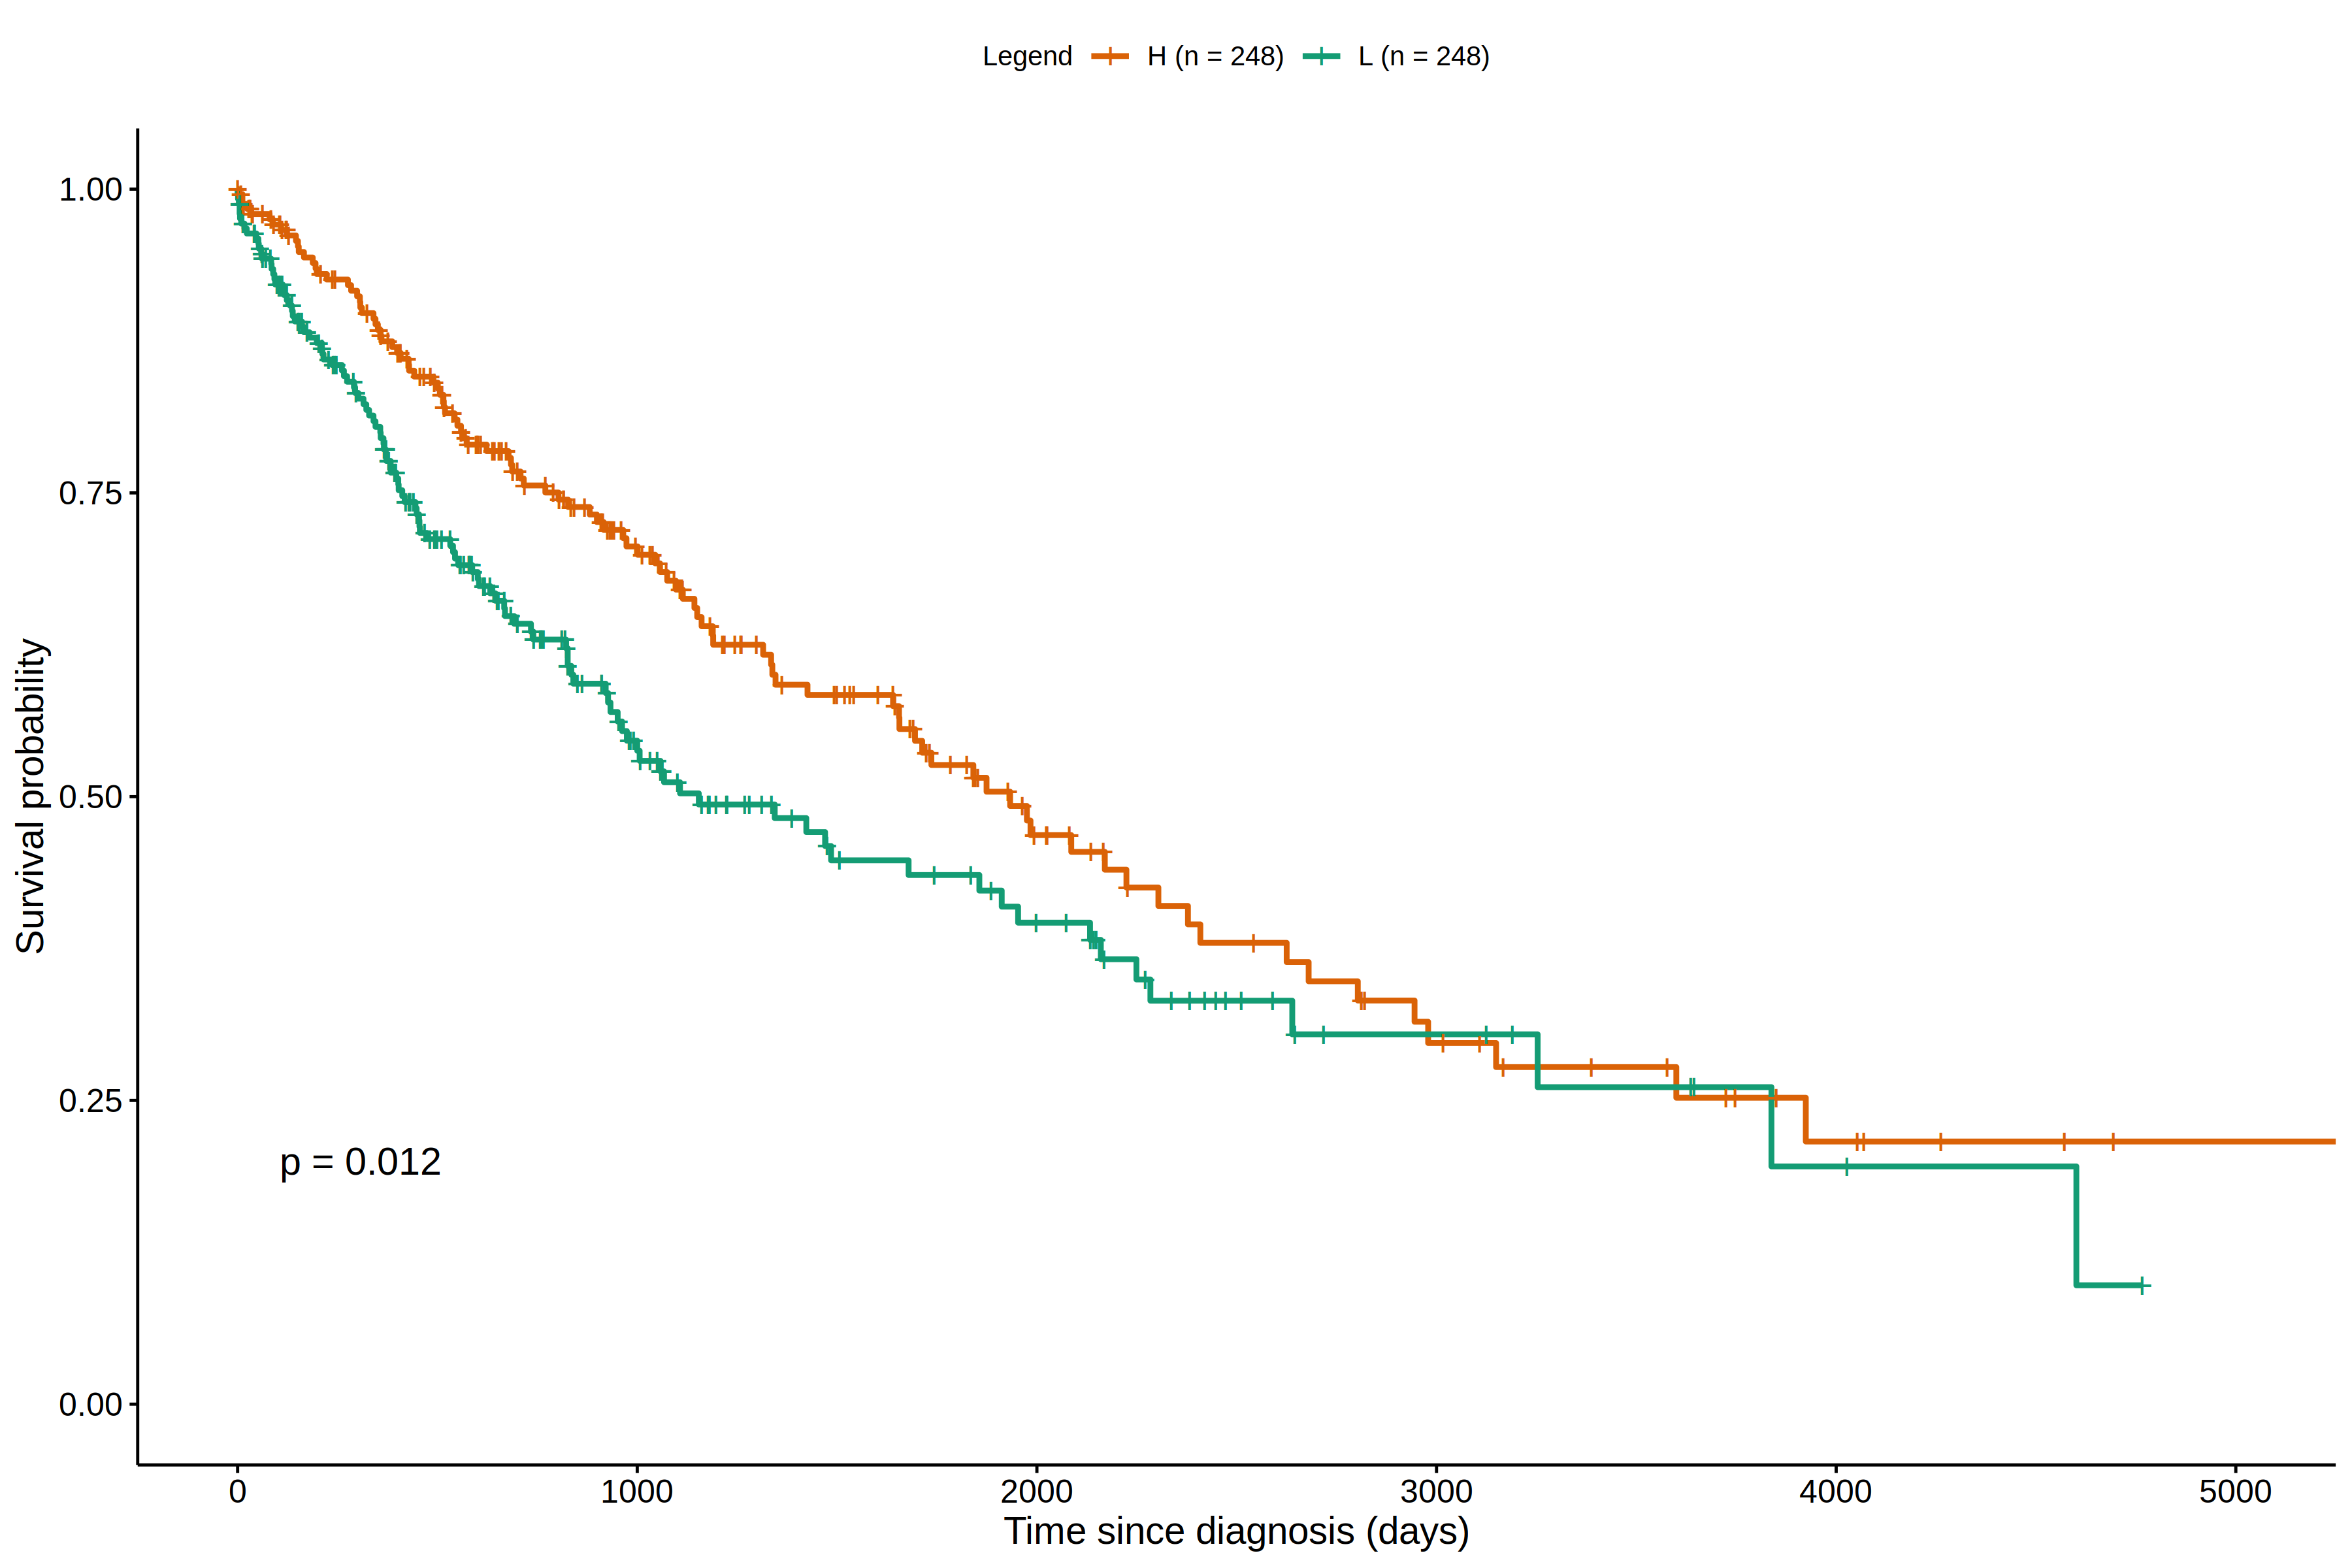 Legend H (n = 248) L (n = 248)
1.00
0.75
0.50
0.25
0.00
Survival probability
p = 0.012
0 1000 2000 3000 4000 5000
Time since diagnosis (days)